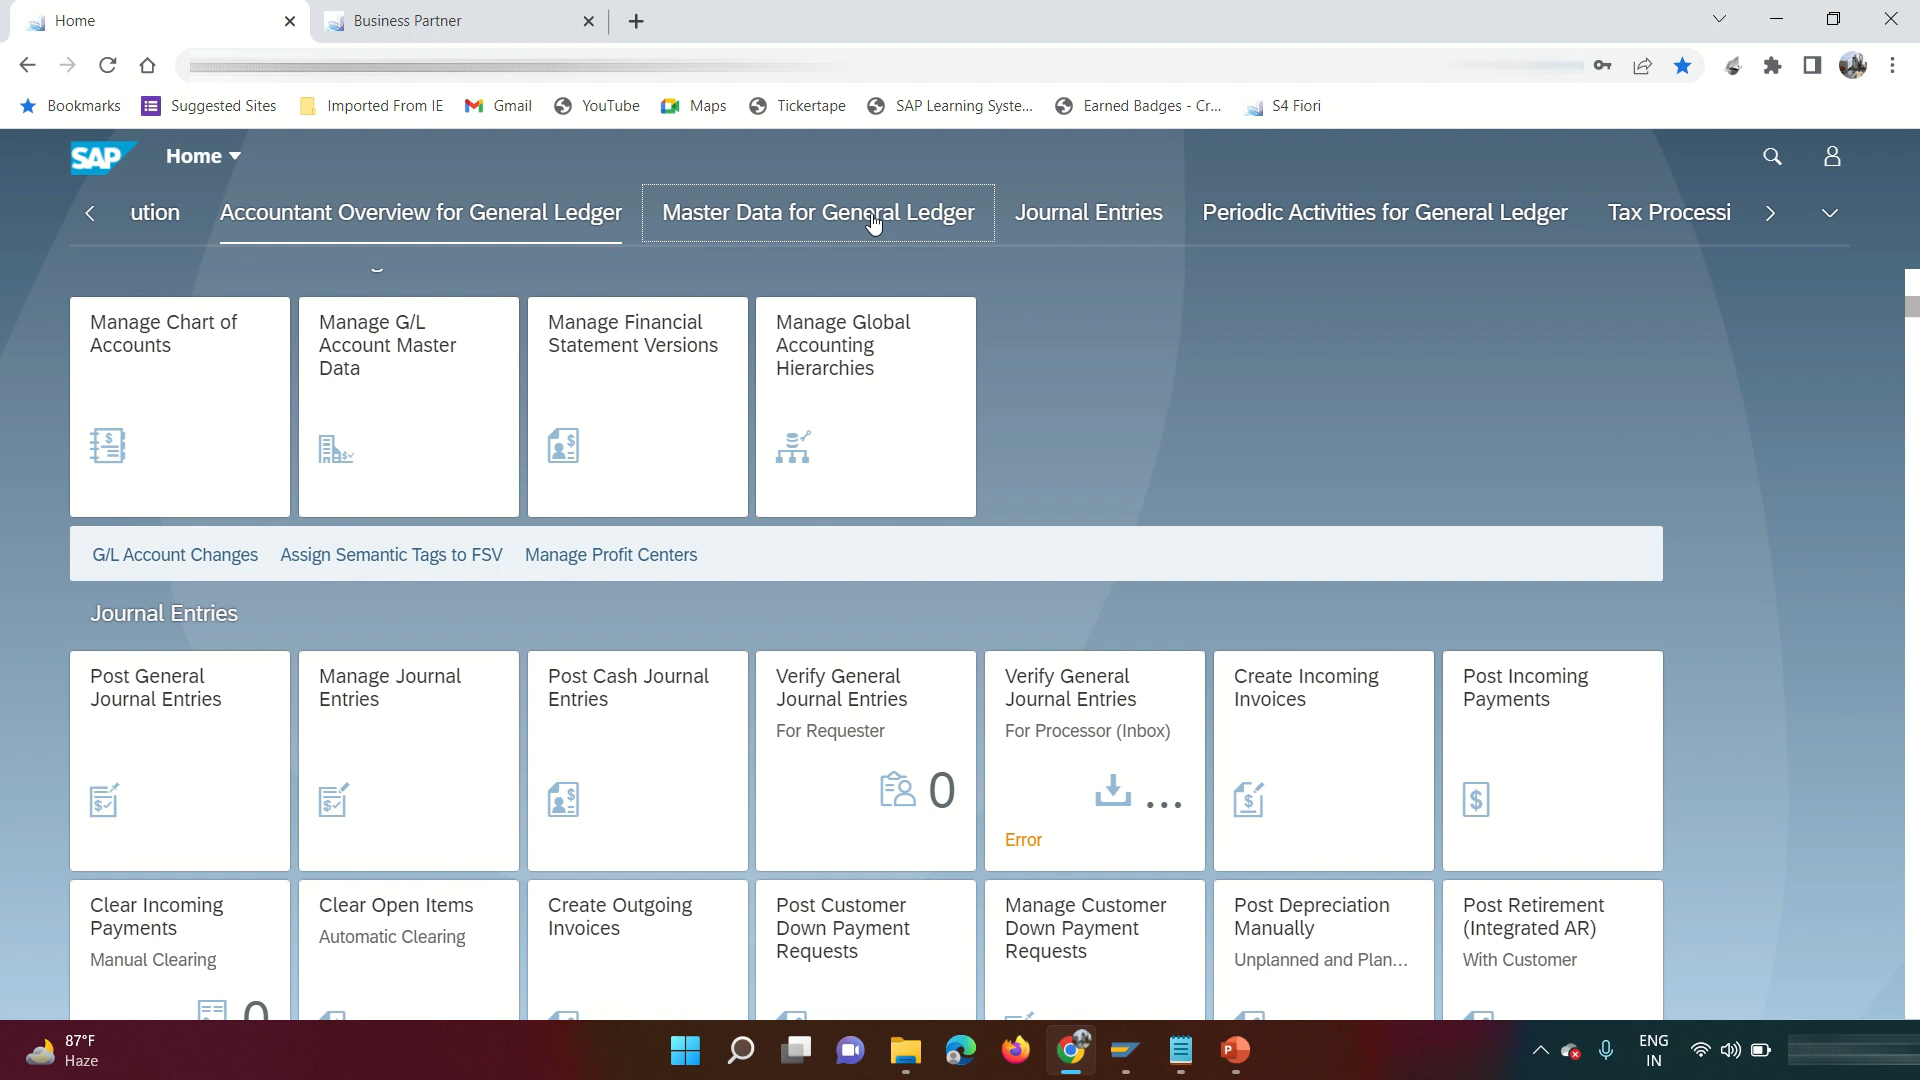 Home
Business Partner
Bookmarks
Suggested Sites
Imported From IE
Gmail
YouTube
Maps
Tickertape
SAP Learning Syste...
Earned Badges - Cr...
S4 Fiori
SAP
Home
ution
Accountant Overview for General Ledger
Master Data for General Ledger
Journal Entries
Periodic Activities for General Ledger
Tax Processi
Manage Chart of
Accounts
Manage G/L
Account Master
Data
Manage Financial
Statement Versions
Manage Global
Accounting
Hierarchies
G/L Account Changes
Assign Semantic Tags to FSV
Manage Profit Centers
Journal Entries
Post General
Journal Entries
Manage Journal
Entries
Post Cash Journal
Entries
Verify General
Journal Entries
For Requester
0
Verify General
Journal Entries
For Processor (Inbox)
...
Error
Create Incoming
Invoices
Post Incoming
Payments
Clear Incoming
Payments
Manual Clearing
0
Clear Open Items
Automatic Clearing
Create Outgoing
Invoices
Post Customer
Down Payment
Requests
Manage Customer
Down Payment
Requests
Post Depreciation
Manually
Unplanned and Plan...
Post Retirement
(Integrated AR)
With Customer
87°F
Haze
ENG
IN